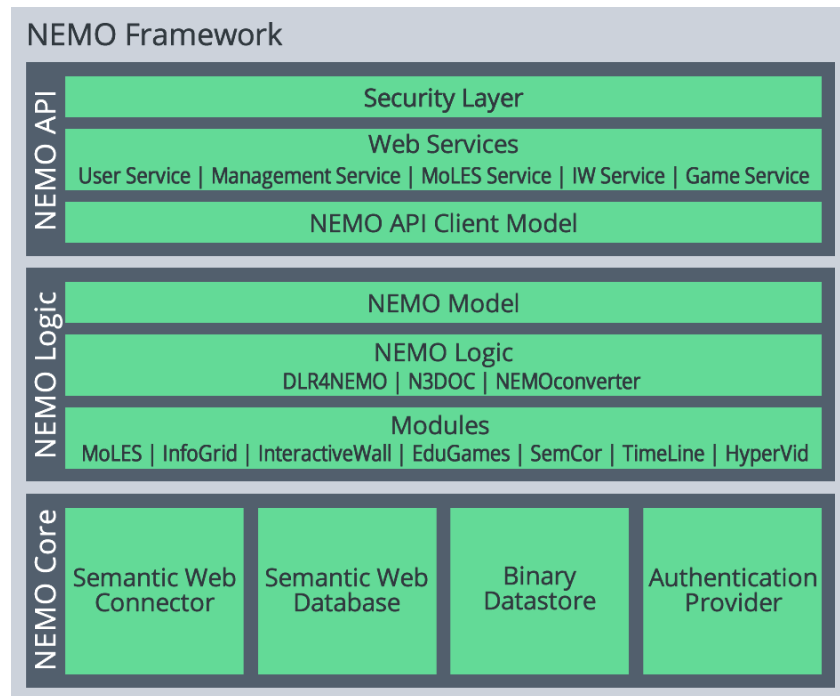 NEMO Framework
NEMO API
Security Layer
Web Services
User Service | Management Service | MoLES Service | IW Service | Game Service
NEMO API Client Model
NEMO Logic
NEMO Model
NEMO Logic
DLR4NEMO | N3DOC | NEMOconverter
Modules
MoLES | InfoGrid | InteractiveWall | EduGames | SemCor | TimeLine | HyperVid
NEMO Core
Semantic Web
Connector
Semantic Web
Database
Binary
Datastore
Authentication
Provider